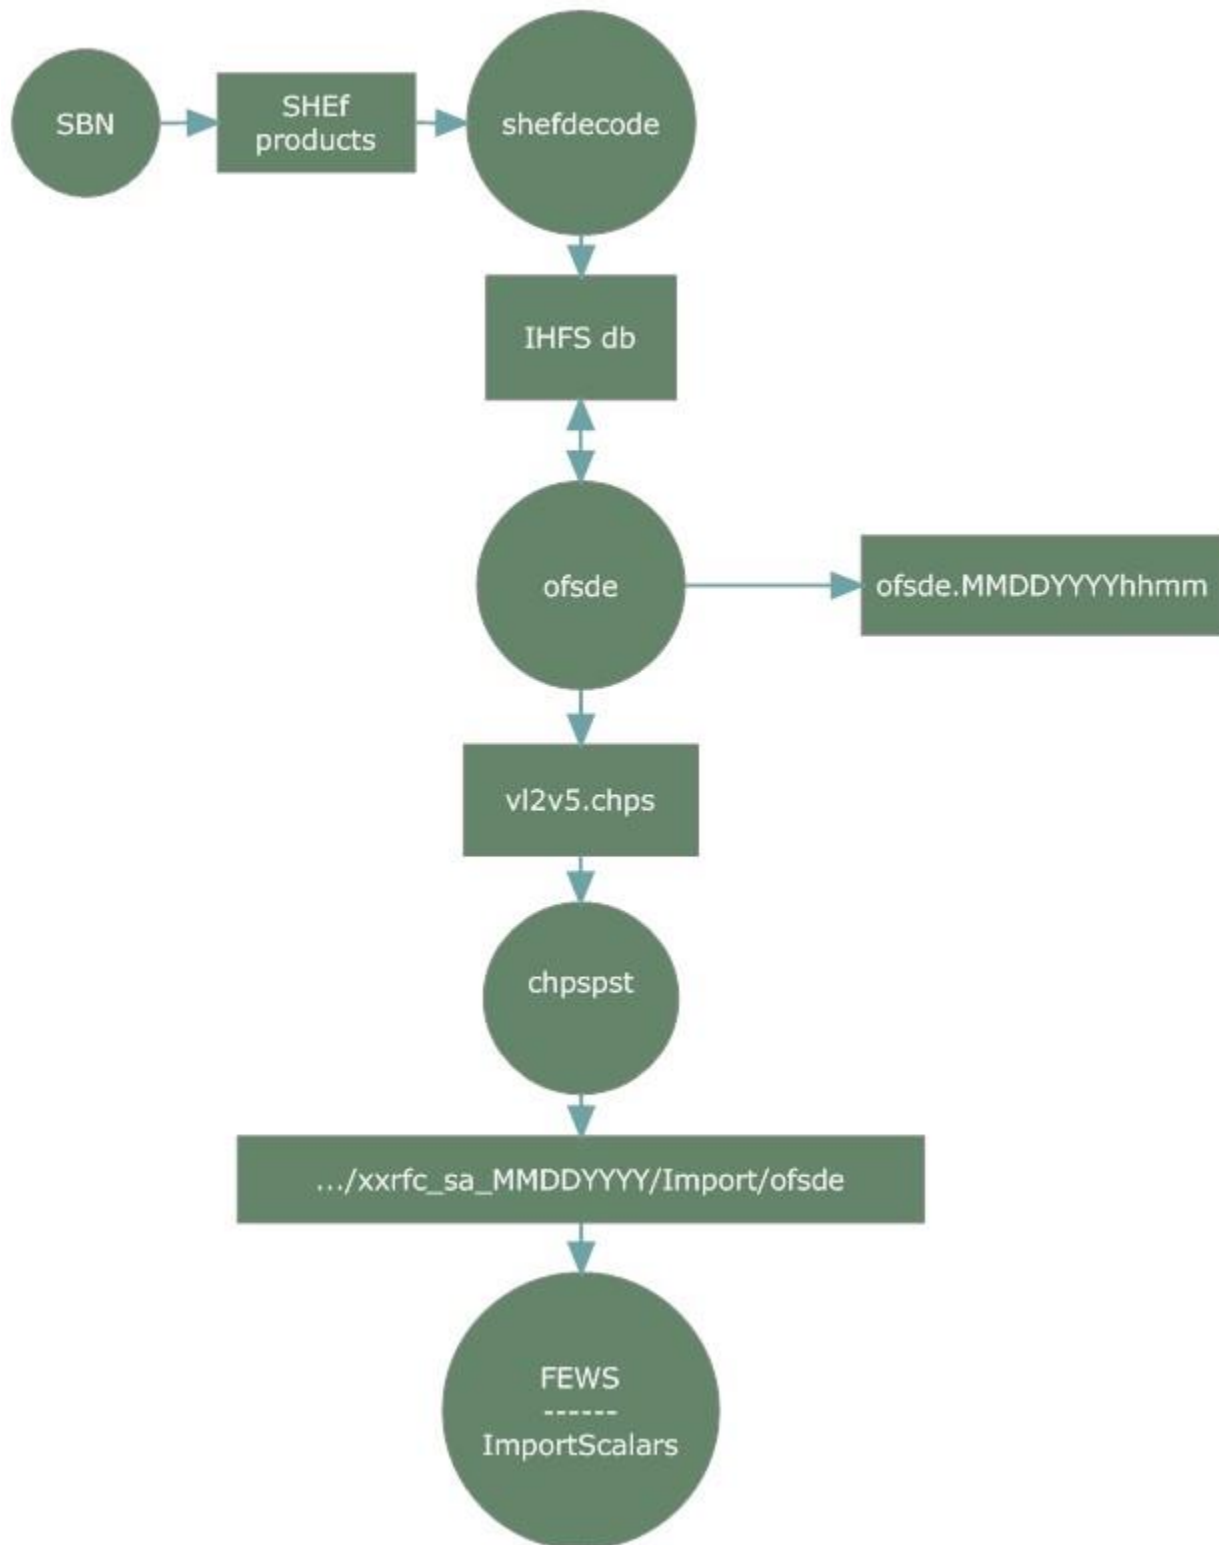 SBN
SHEf
products
shefdecode
IHFS db
ofsde
ofsde.MMDDYYYYhhmm
vl2v5.chps
chpspst
.../xxrfc_sa_MMDDYYYY/Import/ofsde
FEWS
------
ImportScalars